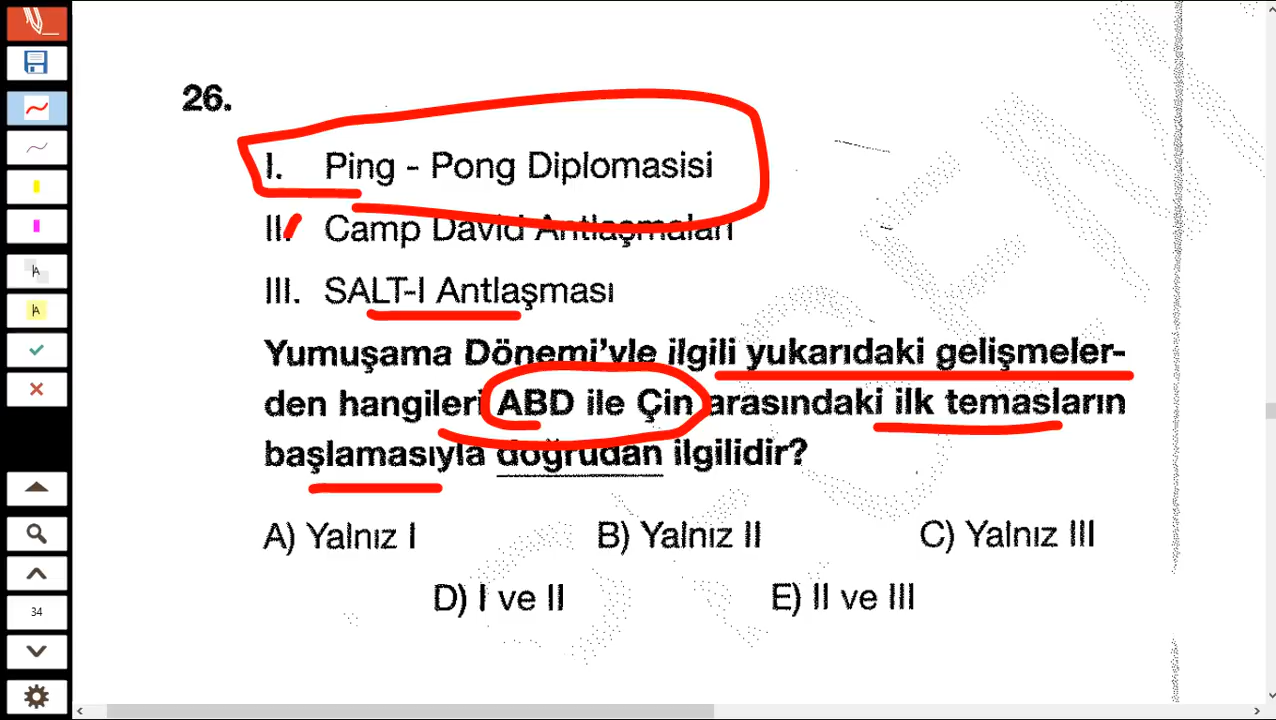 26.
I. Ping - Pong Diplomasisi
II. Camp David Antlaşmaları
III. SALT-I Antlaşması
Yumuşama Dönemi'yle ilgili yukarıdaki gelişmeler-
den hangileri ABD ile Çin arasındaki ilk temasların
başlamasıyla doğrudan ilgilidir?
A) Yalnız I B) Yalnız II C) Yalnız III
D) I ve II E) II ve III
A
A
34